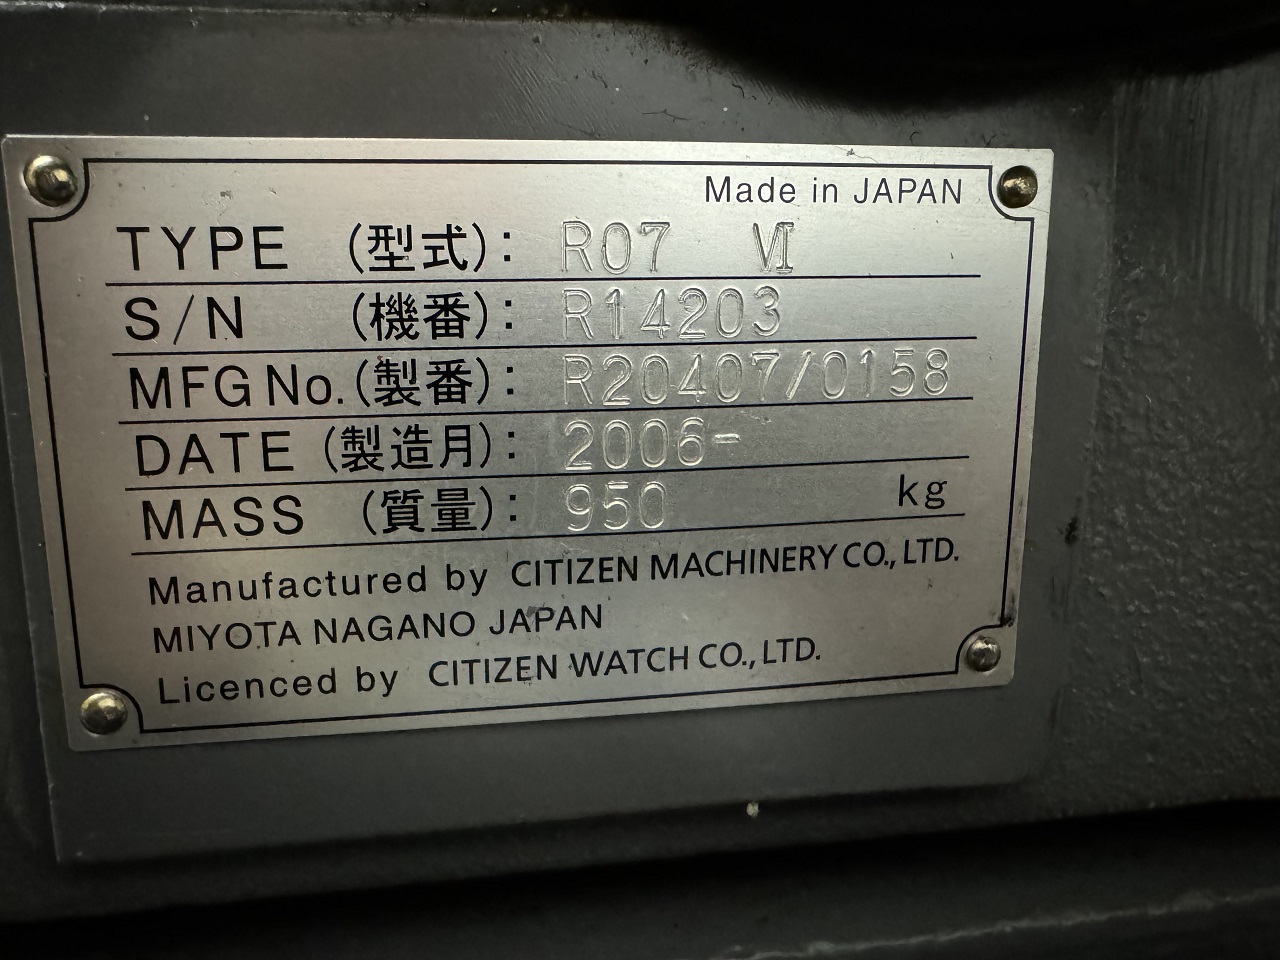 Made in JAPAN
TYPE (型式): R07 Ⅵ
S/N (機番): R14203
MFG No. (製番): R20407/0158
DATE (製造月): 2006-
MASS (質量): 950 kg
Manufactured by CITIZEN MACHINERY CO., LTD.
MIYOTA NAGANO JAPAN
Licenced by CITIZEN WATCH CO., LTD.